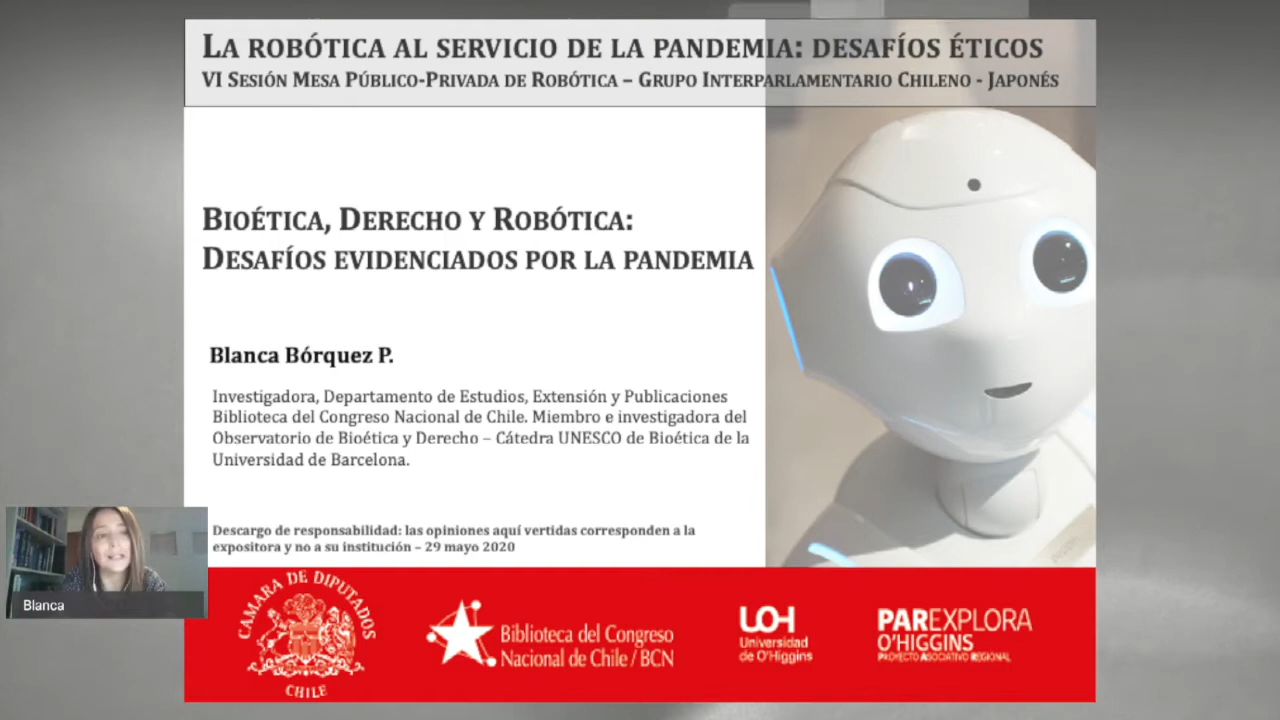 LA ROBÓTICA AL SERVICIO DE LA PANDEMIA: DESAFÍOS ÉTICOS
VI SESIÓN MESA PÚBLICO-PRIVADA DE ROBÓTICA – GRUPO INTERPARLAMENTARIO CHILENO - JAPONÉS
BIOÉTICA, DERECHO Y ROBÓTICA:
DESAFÍOS EVIDENCIADOS POR LA PANDEMIA
Blanca Bórquez P.
Investigadora, Departamento de Estudios, Extensión y Publicaciones
Biblioteca del Congreso Nacional de Chile. Miembro e investigadora del
Observatorio de Bioética y Derecho – Cátedra UNESCO de Bioética de la
Universidad de Barcelona.
Descargo de responsabilidad: las opiniones aquí vertidas corresponden a la
expositora y no a su institución – 29 mayo 2020
Blanca
CÁMARA DE DIPUTADOS
CHILE
Biblioteca del Congreso
Nacional de Chile / BCN
UOH
Universidad
de O'Higgins
PAREXPLORA
O'HIGGINS
PROYECTO ASOCIATIVO REGIONAL